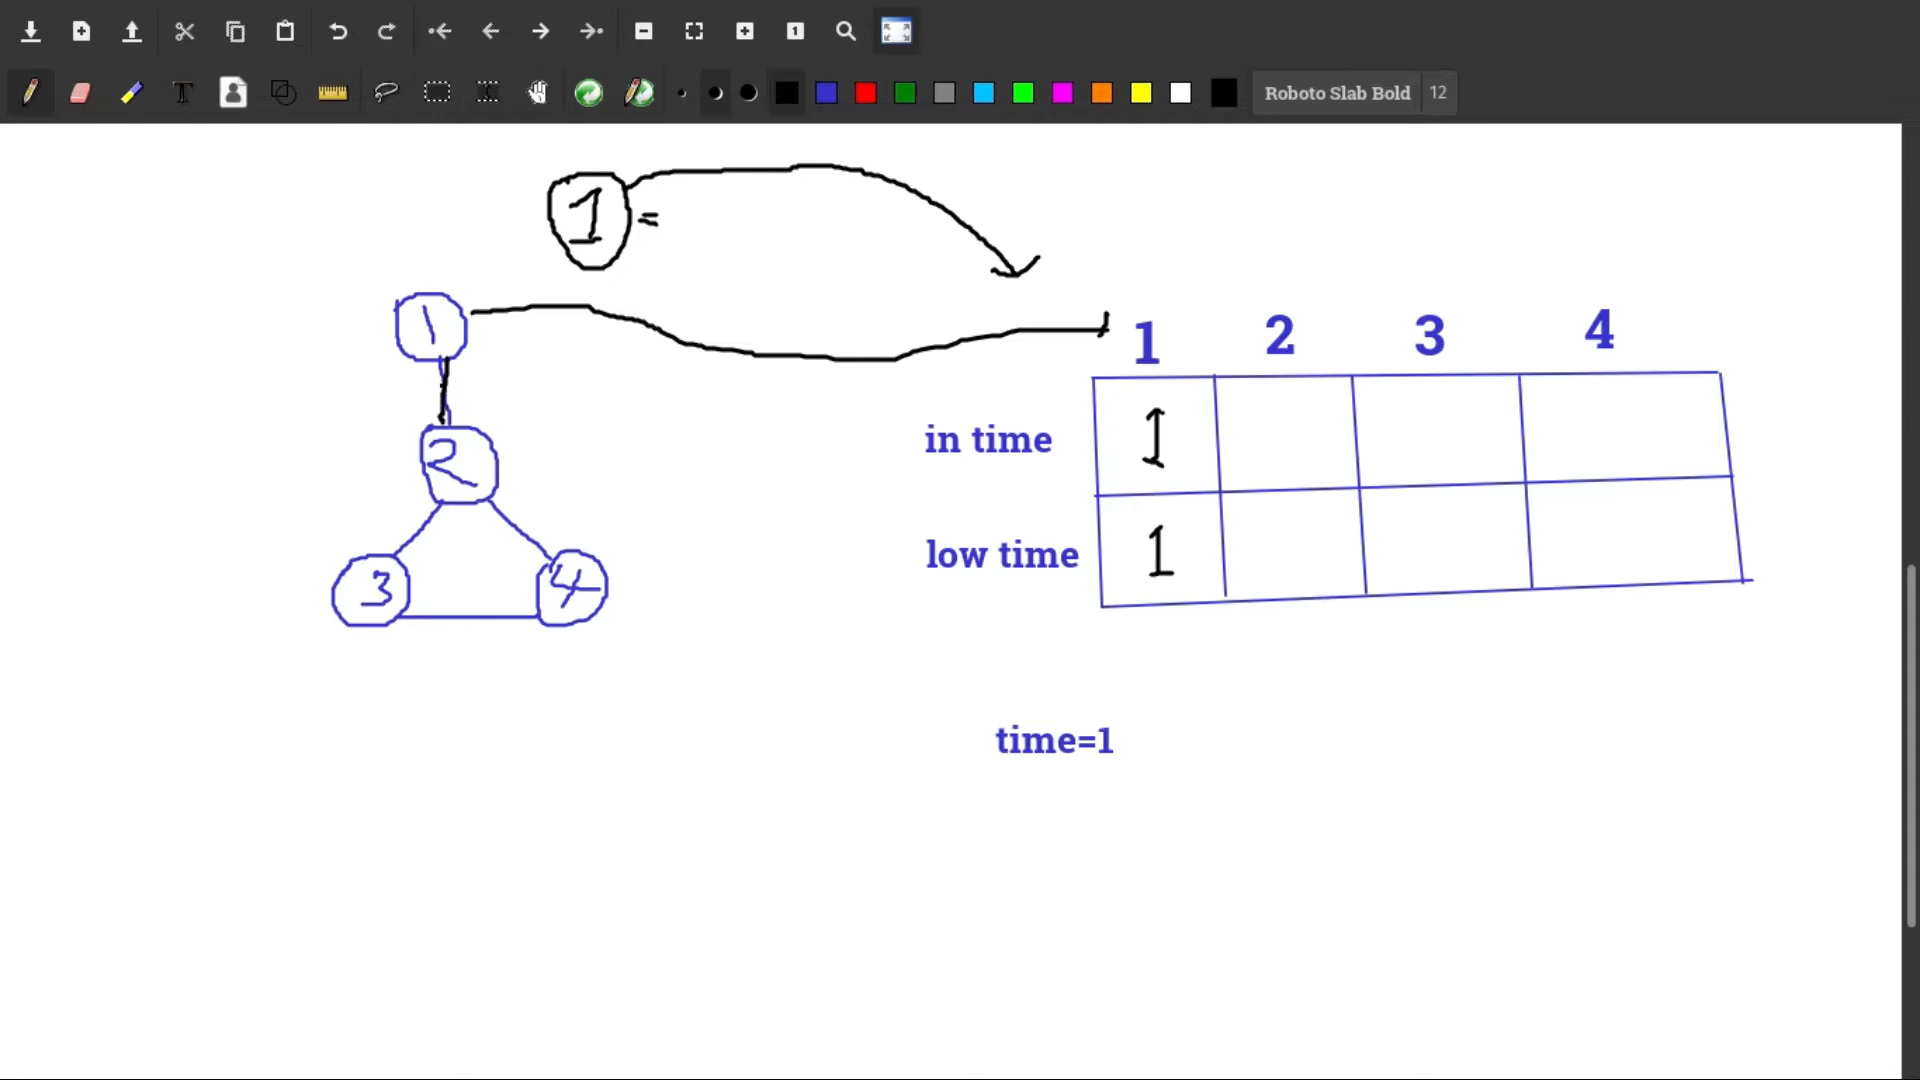 Roboto Slab Bold 12
1 =
1
1 2 3 4
2
in time 1
3 4
low time 1
time=1